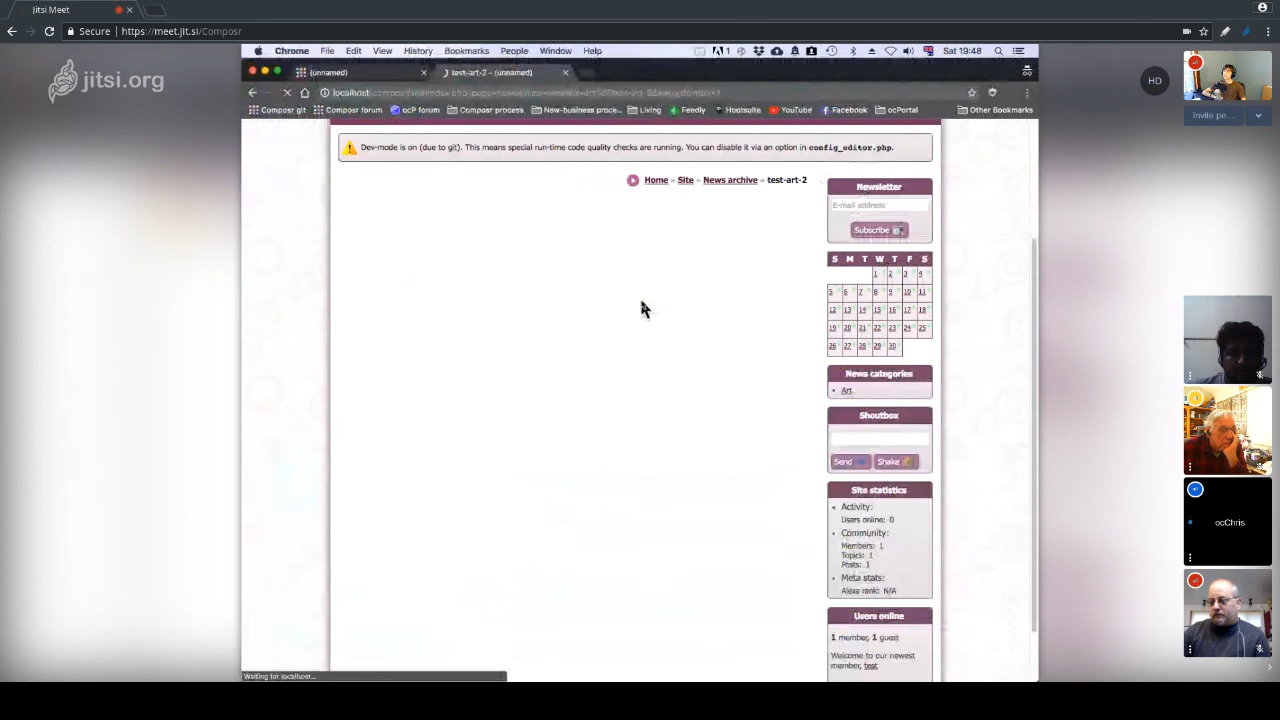 Jitsi Meet
Secure | https://meet.jit.si/Composr
jitsi.org
Chrome File Edit View History Bookmarks People Window Help
1
Sat 19:48
(unnamed)
test-art-2 – (unnamed)
localhost
Composr git
Composr forum
ocP forum
Composr process
New-business proce...
Living
Feedly
Hootsuite
YouTube
Facebook
ocPortal
Other Bookmarks
Dev-mode is on (due to git). This means special run-time code quality checks are running. You can disable it via an option in config_editor.php.
Home » Site » News archive » test-art-2
Newsletter
E-mail address
Subscribe
S M T W T F S
1 2 3 4
5 6 7 8 9 10 11
12 13 14 15 16 17 18
19 20 21 22 23 24 25
26 27 28 29 30
News categories
Art
Shoutbox
Send
Shake
Site statistics
Activity:
Users online: 0
Community:
Members: 1
Topics: 1
Posts: 1
Meta stats:
Alexa rank: N/A
Users online
1 member, 1 guest
Welcome to our newest
member, test
Waiting for localhost...
HD
Invite pe...
ocChris